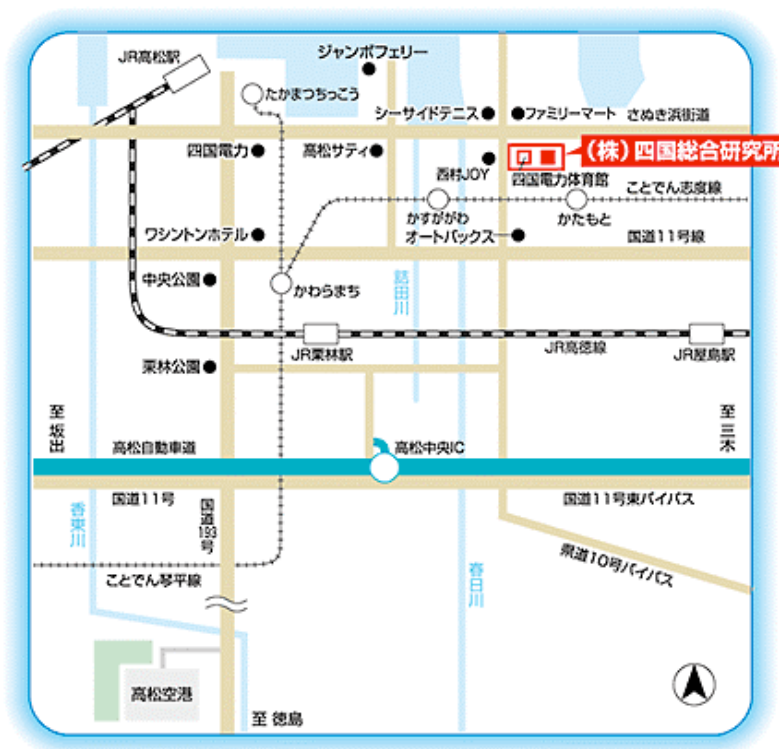 ジャンボフェリー
JR高松駅
たかまつちっこう
シーサイドテニス
ファミリーマート
さぬき浜街道
四国電力
高松サティ
(株)四国総合研究所
西村JOY
四国電力体育館
ことでん志度線
かすががわ
かたもと
ワシントンホテル
オートバックス
国道11号線
中央公園
かわらまち
詰田川
JR栗林駅
JR高徳線
JR屋島駅
栗林公園
至坂出
至三木
高松自動車道
高松中央IC
国道11号
国道193号
国道11号東バイパス
香東川
県道10号バイパス
ことでん琴平線
春日川
高松空港
至 徳島